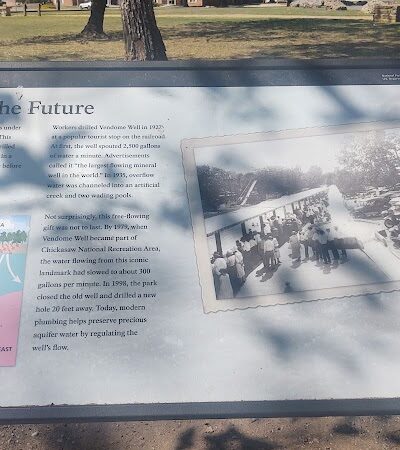 he Future
s under
This
rilled
in a
before
Workers drilled Vendome Well in 1922
at a popular tourist stop on the railroad.
At first, the well spouted 2,500 gallons
of water a minute. Advertisements
called it "the largest flowing mineral
well in the world." In 1935, overflow
water was channeled into an artificial
creek and two wading pools.
Not surprisingly, this free-flowing
gift was not to last. By 1979, when
Vendome Well became part of
Chickasaw National Recreation Area,
the water flowing from this iconic
landmark had slowed to about 300
gallons per minute. In 1998, the park
closed the old well and drilled a new
hole 20 feet away. Today, modern
plumbing helps preserve precious
aquifer water by regulating the
well's flow.
EAST
National Pa